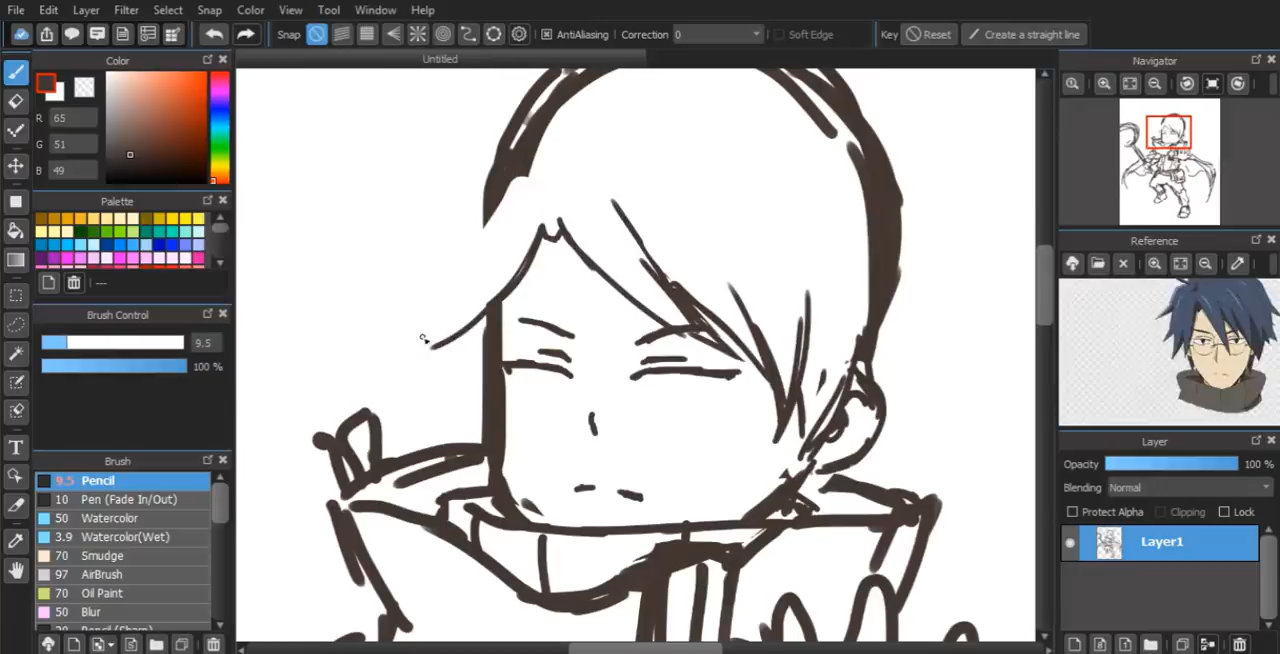 File Edit Layer Filter Select Snap Color View Tool Window Help
Snap AntiAliasing Correction 0 Soft Edge Key Reset Create a straight line
Color
Untitled
Navigator
R 65
G 51
B 49
Palette
---
Reference
Brush Control
9.5
100 %
Brush
9.5 Pencil
10 Pen (Fade In/Out)
50 Watercolor
3.9 Watercolor(Wet)
70 Smudge
97 AirBrush
70 Oil Paint
50 Blur
Pencil (Sharp)
Layer
Opacity 100 %
Blending Normal
Protect Alpha Clipping Lock
Layer1